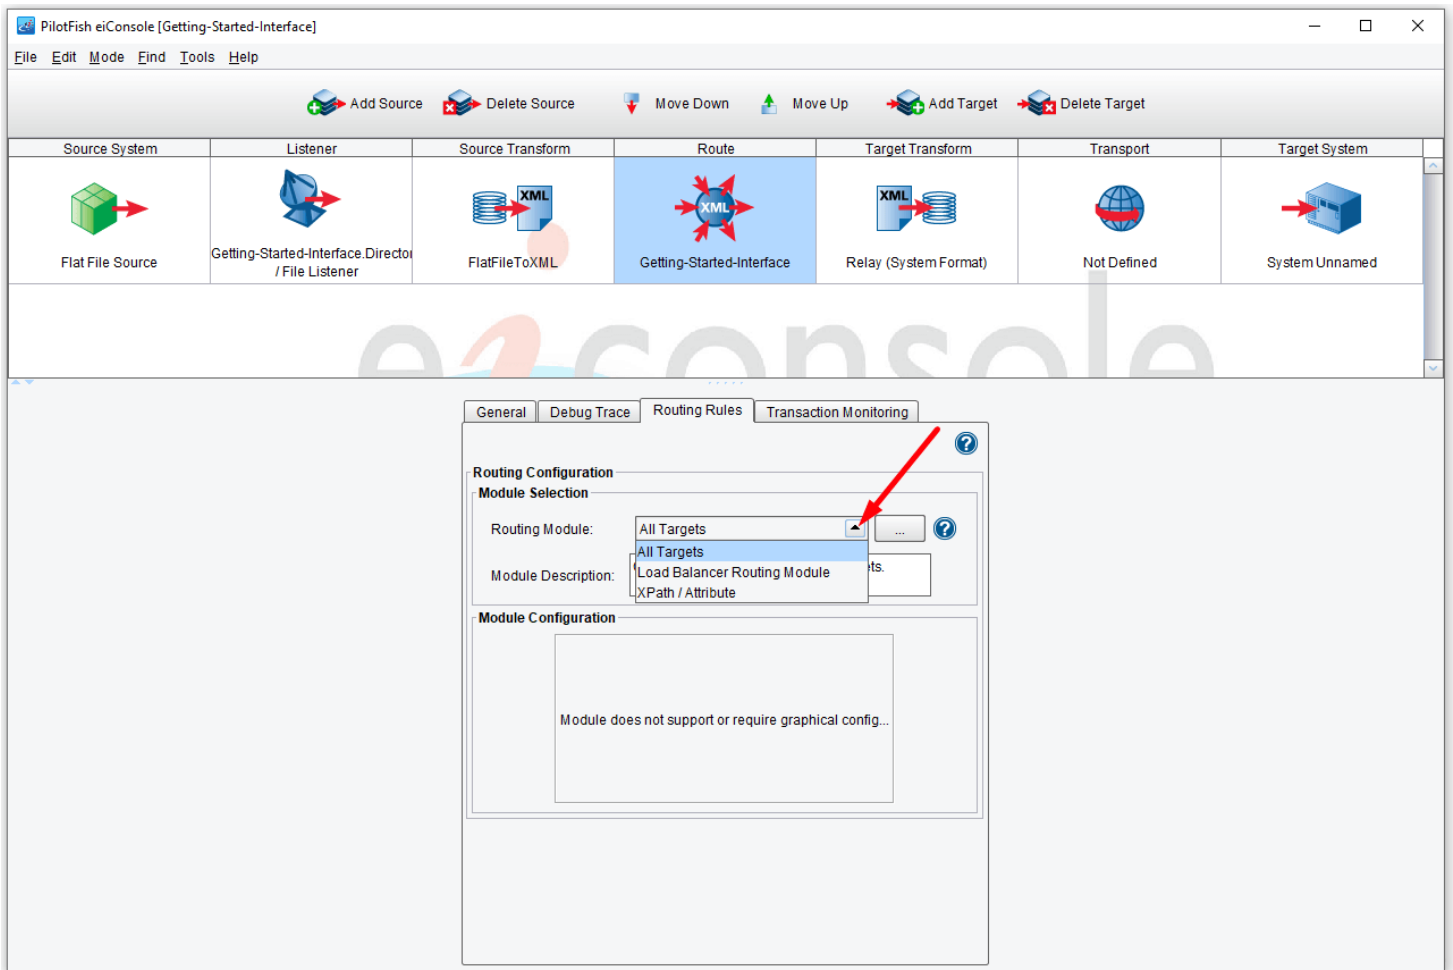 PilotFish eiConsole [Getting-Started-Interface]
File Edit Mode Find Tools Help
Add Source Delete Source Move Down Move Up Add Target Delete Target
Source System Listener Source Transform Route Target Transform Transport Target System
XML XML XML
Flat File Source
Getting-Started-Interface.Director
/ File Listener
FlatFileToXML
Getting-Started-Interface
Relay (System Format)
Not Defined
System Unnamed
eiconsole
General Debug Trace Routing Rules Transaction Monitoring
?
Routing Configuration
Module Selection
Routing Module: All Targets ... ?
All Targets
Load Balancer Routing Module
XPath / Attribute
Module Description: ts.
Module Configuration
Module does not support or require graphical config...